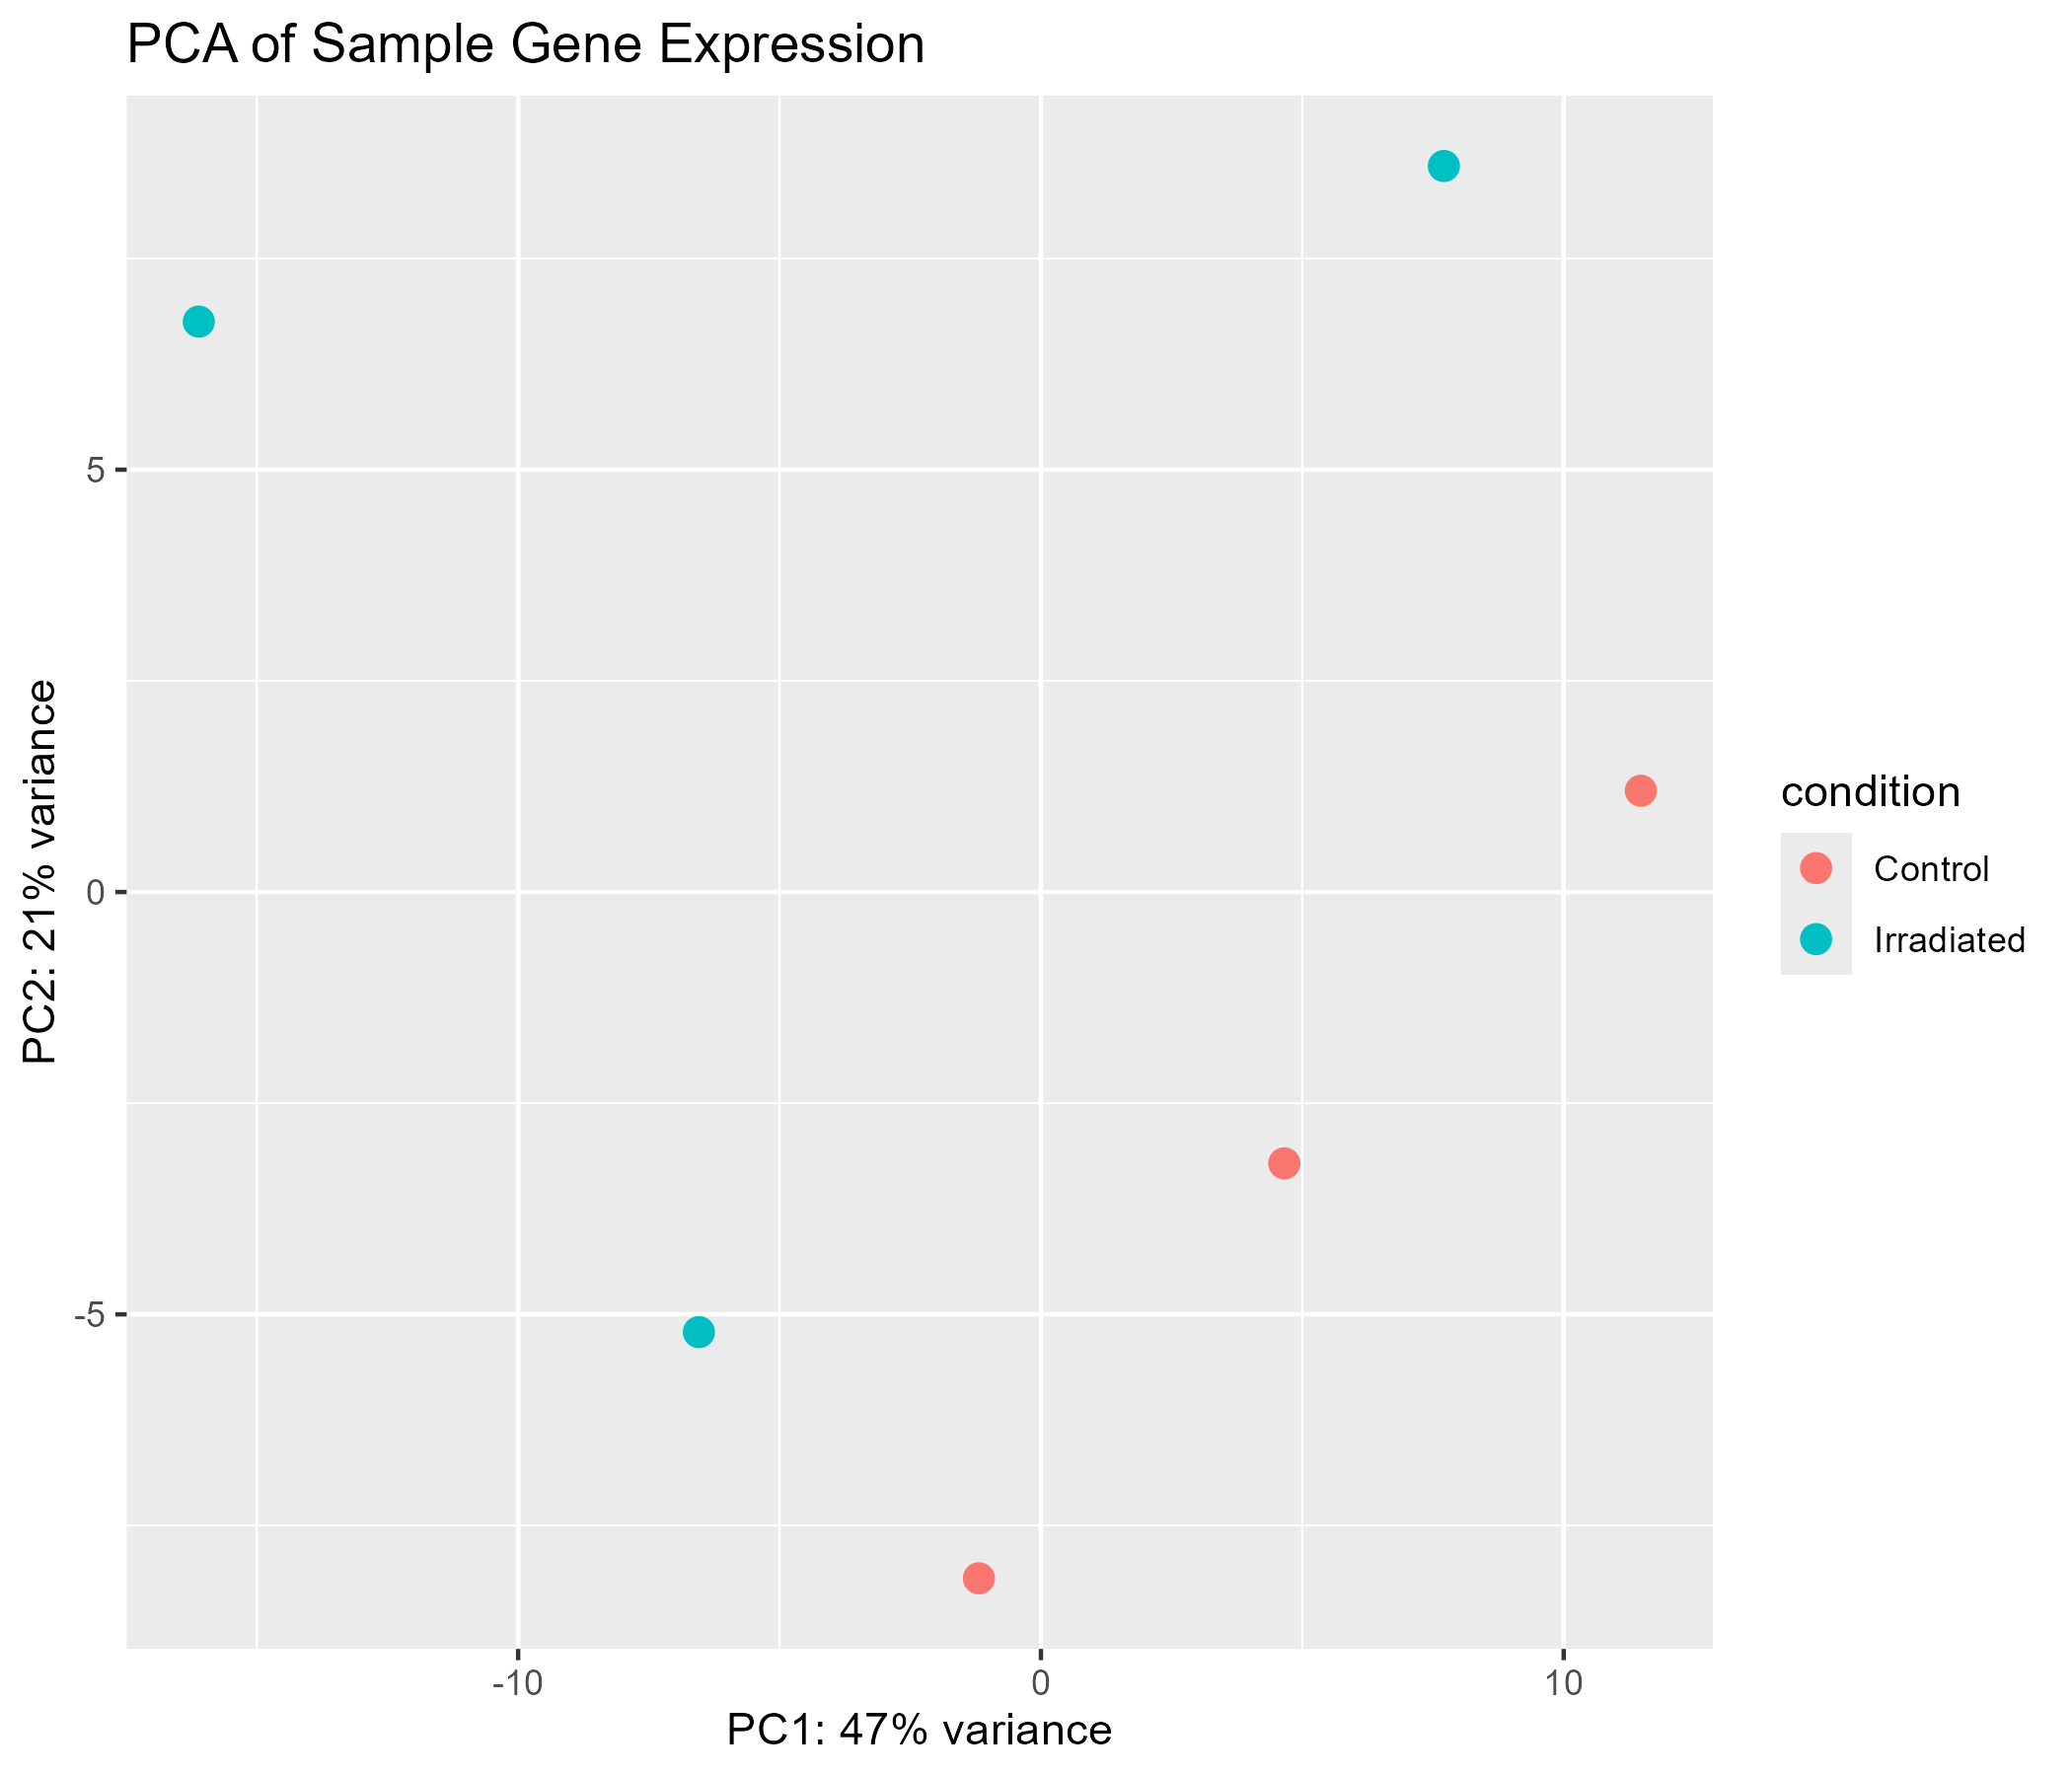 PCA of Sample Gene Expression
PC2: 21% variance
5
0
-5
-10
0
10
PC1: 47% variance
condition
Control
Irradiated